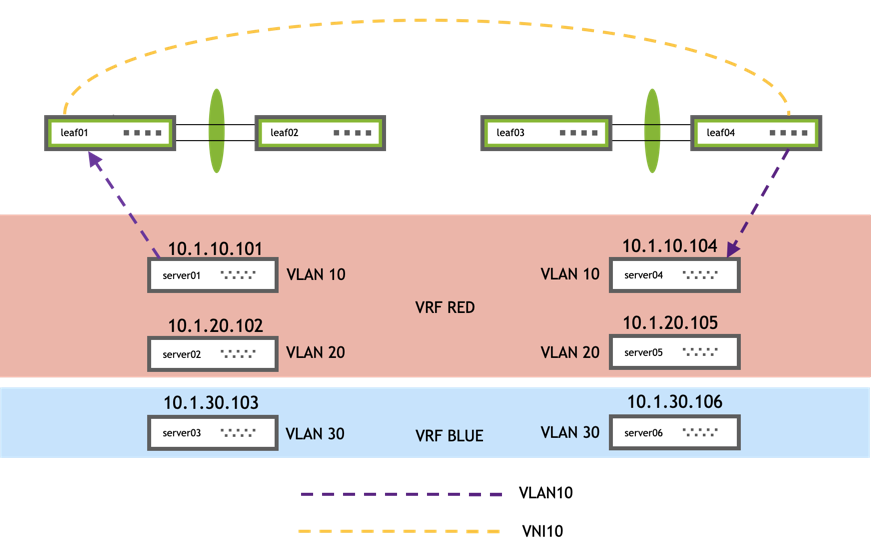 leaf01
leaf02
leaf03
leaf04
10.1.10.101
10.1.10.104
server01
VLAN 10
VLAN 10
server04
VRF RED
10.1.20.102
10.1.20.105
server02
VLAN 20
VLAN 20
server05
10.1.30.103
10.1.30.106
server03
VLAN 30
VRF BLUE
VLAN 30
server06
VLAN10
VNI10